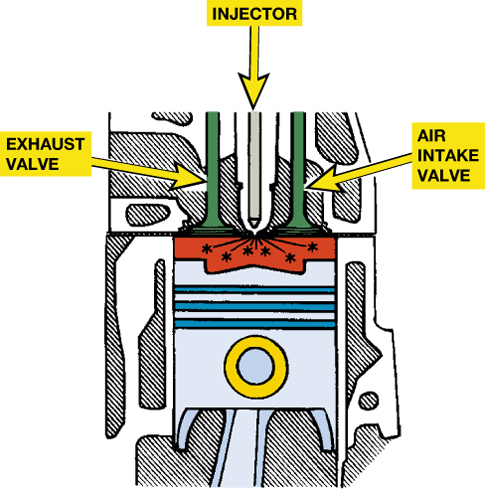 INJECTOR
EXHAUST
VALVE
AIR
INTAKE
VALVE